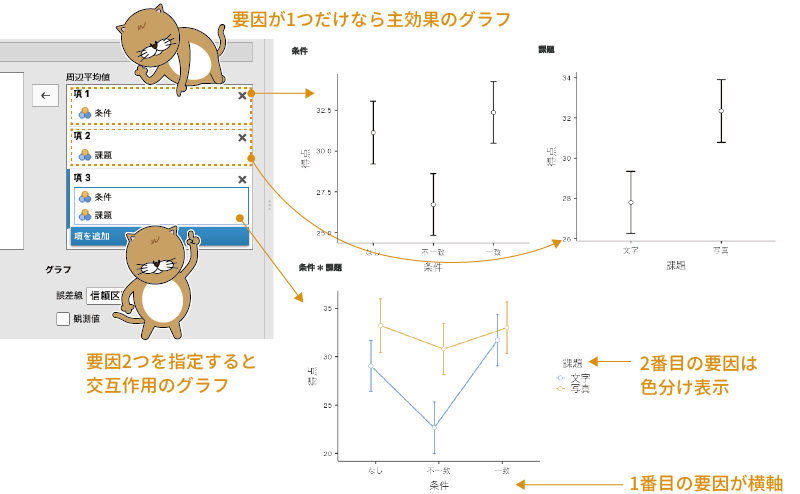 要因が1つだけなら主効果のグラフ
周辺平均値
項 1
条件
項 2
課題
項 3
条件
課題
項を追加
グラフ
誤差線
信頼区
観測値
要因2つを指定すると
交互作用のグラフ
条件
得点
32.5
30.0
27.5
25.0
なし
不一致
一致
条件
課題
得点
34
32
30
28
26
文字
写真
課題
条件 * 課題
得点
35
30
25
20
なし
不一致
一致
条件
課題
文字
写真
2番目の要因は
色分け表示
1番目の要因が横軸